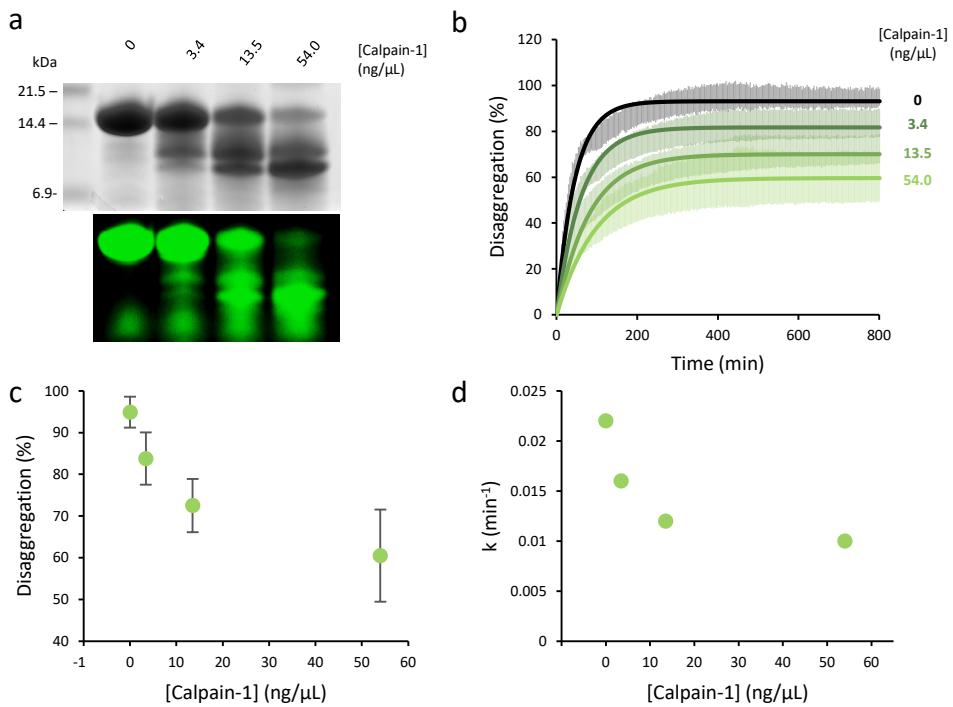 a
0
3.4
13.5
54.0
[Calpain-1]
(ng/µL)
kDa
21.5 –
14.4 –
6.9-
b
[Calpain-1]
(ng/µL)
120
100
80
60
40
20
0
Disaggregation (%)
0
3.4
13.5
54.0
0 200 400 600 800
Time (min)
c
100
90
80
70
60
50
40
Disaggregation (%)
-1 0 10 20 30 40 50 60
[Calpain-1] (ng/µL)
d
0.025
0.02
0.015
0.01
0.005
0
k (min-1)
0 10 20 30 40 50 60
[Calpain-1] (ng/µL)